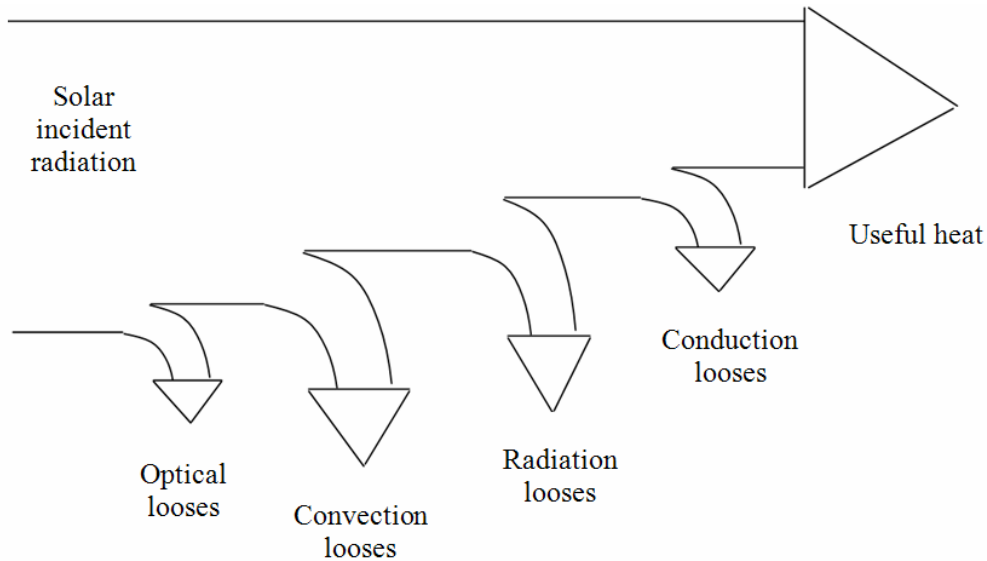 Solar
incident
radiation
Useful heat
Conduction
looses
Radiation
looses
Optical
looses
Convection
looses